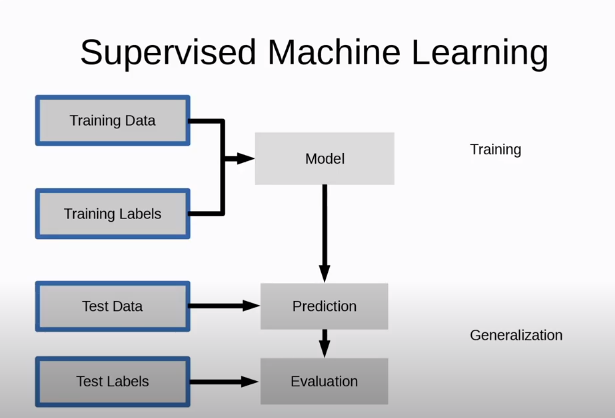 Supervised Machine Learning
Training Data
Model
Training
Training Labels
Test Data
Prediction
Generalization
Test Labels
Evaluation